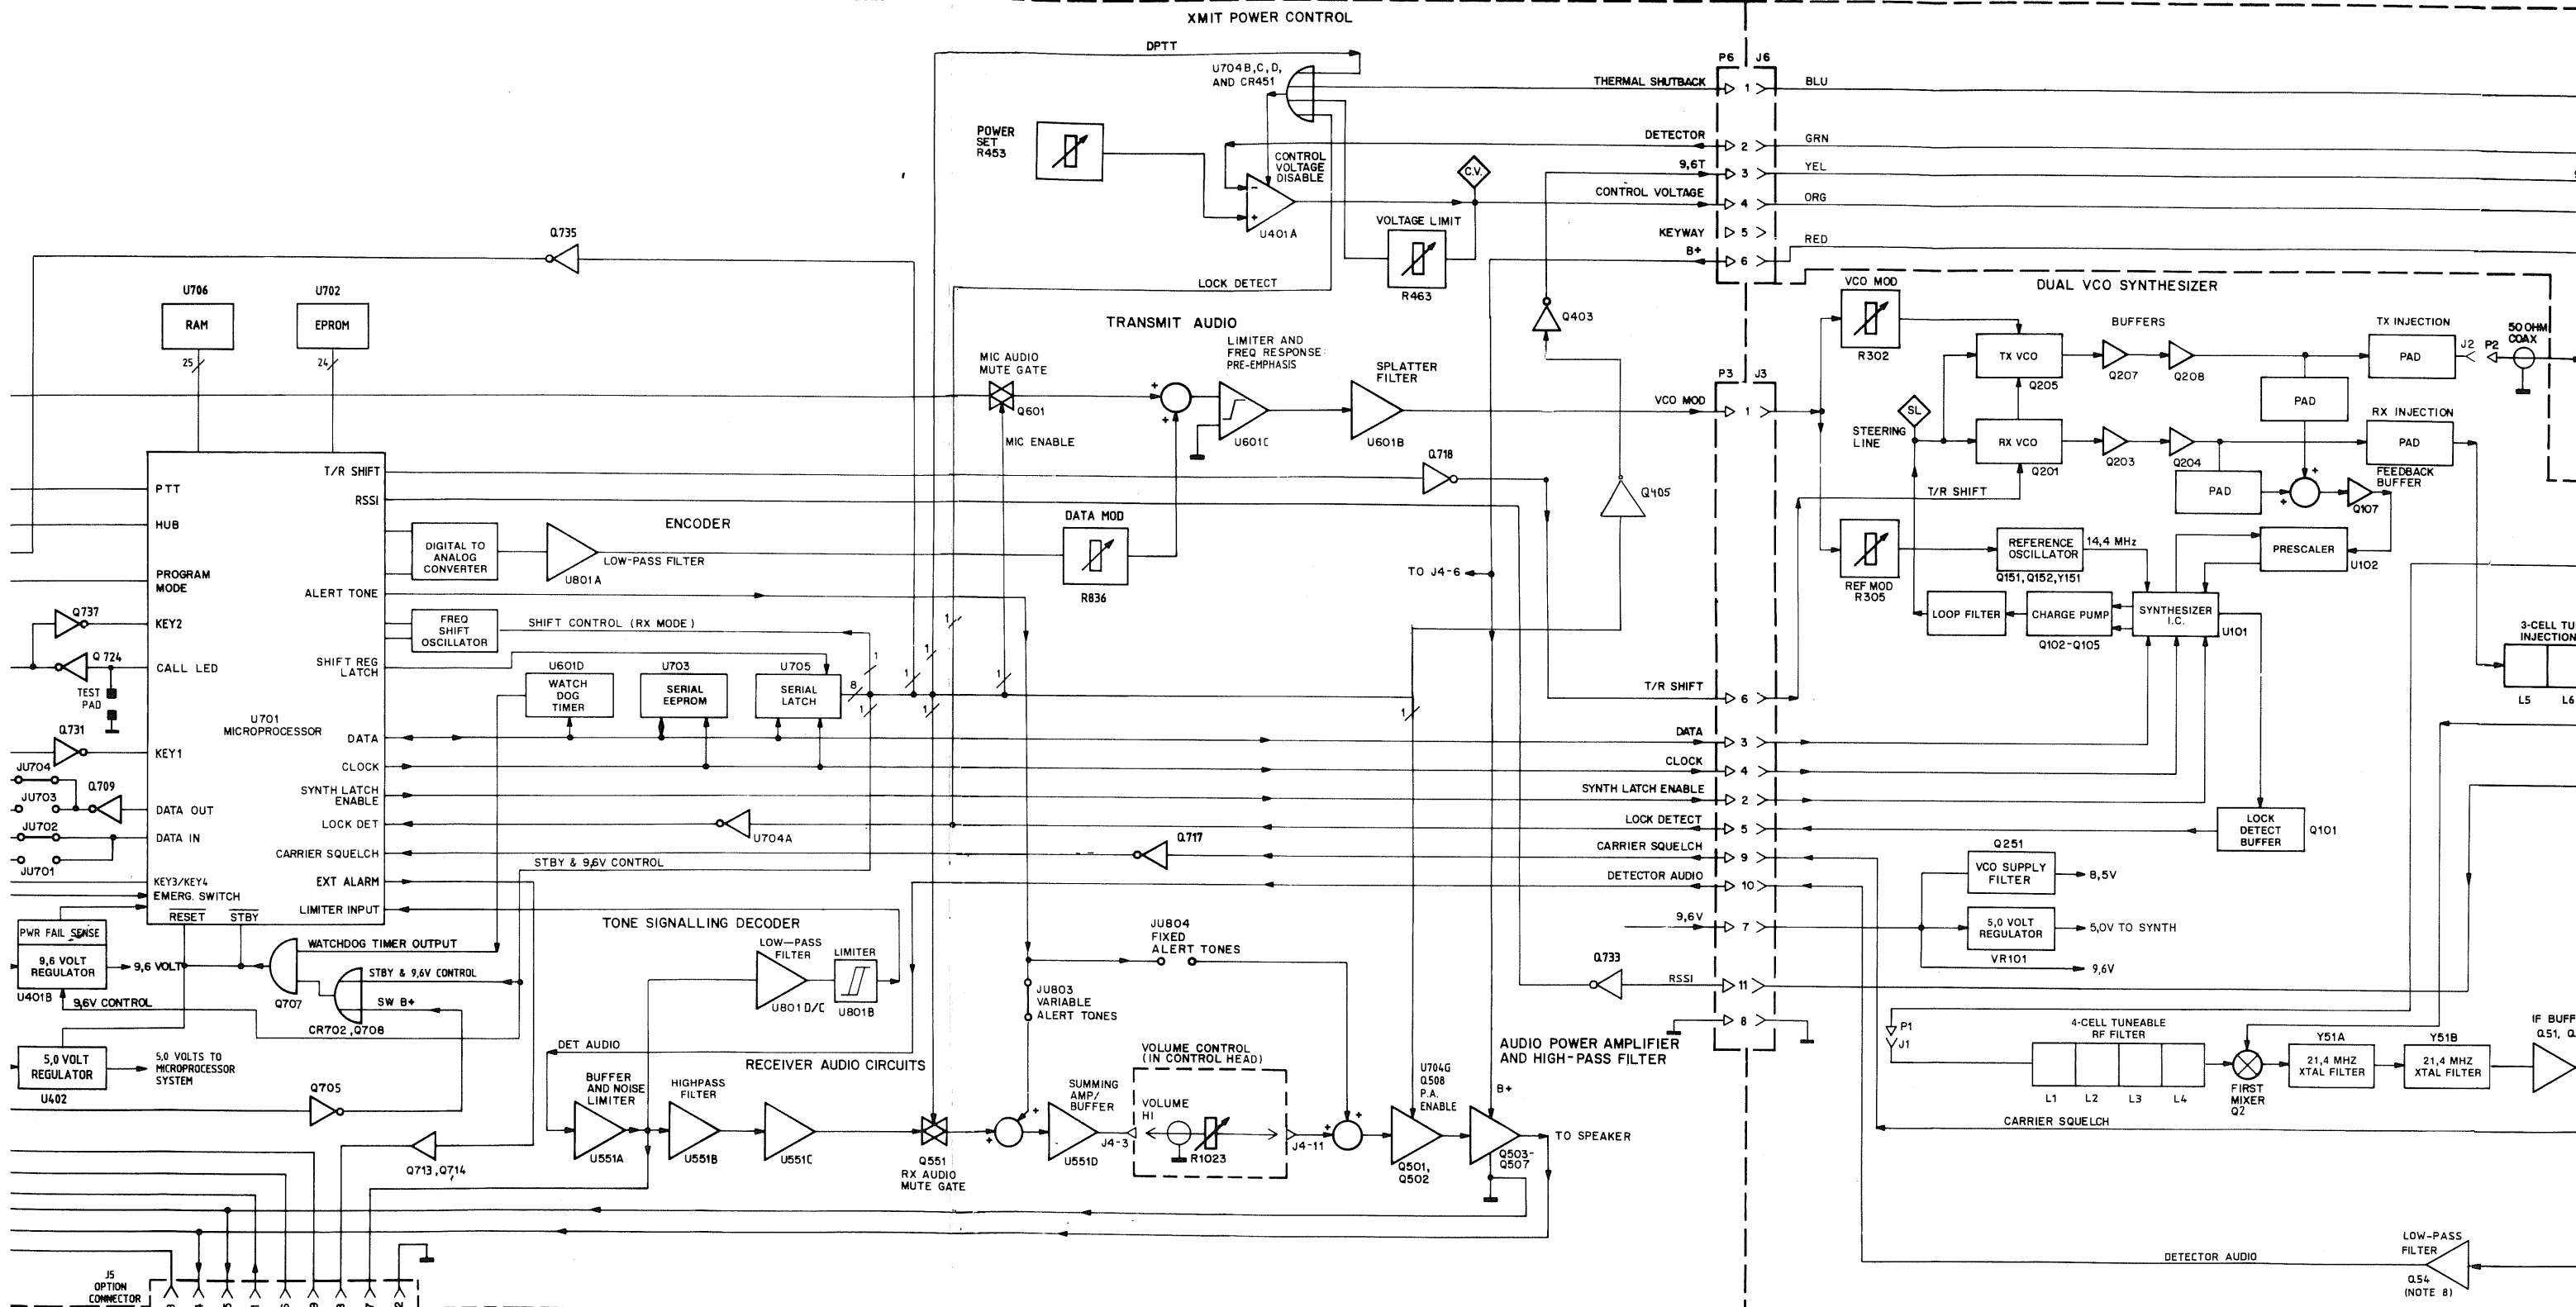 XMIT POWER CONTROL
DPTT
U704B,C,D,
AND CR451
THERMAL SHUTBACK
P6 J6
1
BLU
POWER
SET
R453
CONTROL
VOLTAGE
DISABLE
DETECTOR
2
GRN
9,6T
3
YEL
C.V.
CONTROL VOLTAGE
4
ORG
-
+
U401A
VOLTAGE LIMIT
R463
KEYWAY
5
B+
6
RED
LOCK DETECT
Q735
U706
RAM
25
U702
EPROM
24
TRANSMIT AUDIO
MIC AUDIO
MUTE GATE
Q601
MIC ENABLE
+
+
LIMITER AND
FREQ RESPONSE:
PRE-EMPHASIS
U601C
SPLATTER
FILTER
U601B
Q403
Q405
P3 J3
VCO MOD
1
DUAL VCO SYNTHESIZER
VCO MOD
R302
TX VCO
Q205
BUFFERS
Q207
Q208
TX INJECTION
PAD
J2
P2
50 OHM
COAX
PAD
SL
STEERING
LINE
RX VCO
Q201
Q203
Q204
RX INJECTION
PAD
FEEDBACK
BUFFER
T/R SHIFT
PAD
+
+
Q107
REF MOD
R305
REFERENCE
OSCILLATOR
14,4 MHz
Q151, Q152,Y151
PRESCALER
U102
LOOP FILTER
CHARGE PUMP
Q102-Q105
SYNTHESIZER
I.C.
U101
3-CELL TU
INJECTION
L5 L6
U701
MICROPROCESSOR
PTT
HUB
PROGRAM
MODE
KEY2
CALL LED
KEY1
DATA OUT
DATA IN
KEY3/KEY4
EMERG. SWITCH
RESET
STBY
T/R SHIFT
RSSI
ALERT TONE
SHIFT REG
LATCH
DATA
CLOCK
SYNTH LATCH
ENABLE
LOCK DET
CARRIER SQUELCH
EXT ALARM
LIMITER INPUT
Q718
ENCODER
DIGITAL TO
ANALOG
CONVERTER
U801A
LOW-PASS FILTER
DATA MOD
R836
TO J4-6
FREQ
SHIFT
OSCILLATOR
SHIFT CONTROL (RX MODE)
U601D
WATCH
DOG
TIMER
U703
SERIAL
EEPROM
U705
SERIAL
LATCH
8
1
1
1
1
1
1
1
1
Q737
Q724
TEST
PAD
Q731
JU704
JU703
Q709
JU702
JU701
T/R SHIFT
6
DATA
3
CLOCK
4
SYNTH LATCH ENABLE
2
LOCK DETECT
5
CARRIER SQUELCH
9
DETECTOR AUDIO
10
9,6V
7
RSSI
11
8
U704A
Q717
Q733
STBY & 9,6V CONTROL
LOCK
DETECT
BUFFER
Q101
Q251
VCO SUPPLY
FILTER
8,5V
5,0 VOLT
REGULATOR
5,0V TO SYNTH
VR101
9,6V
PWR FAIL SENSE
9,6 VOLT
REGULATOR
U401B
9,6 VOLT
9,6V CONTROL
WATCHDOG TIMER OUTPUT
Q707
STBY & 9,6V CONTROL
SW B+
CR702,Q708
5,0 VOLT
REGULATOR
U402
5,0 VOLTS TO
MICROPROCESSOR
SYSTEM
Q705
Q713,Q714
TONE SIGNALLING DECODER
LOW-PASS
FILTER
U801D/C
LIMITER
U801B
JU804
FIXED
ALERT TONES
JU803
VARIABLE
ALERT TONES
DET AUDIO
RECEIVER AUDIO CIRCUITS
BUFFER
AND NOISE
LIMITER
U551A
HIGHPASS
FILTER
U551B
U551C
Q551
RX AUDIO
MUTE GATE
+
+
SUMMING
AMP/
BUFFER
U551D
J4-3
VOLUME CONTROL
(IN CONTROL HEAD)
VOLUME
HI
R1023
J4-11
+
+
U704G
Q508
P.A.
ENABLE
Q501,
Q502
AUDIO POWER AMPLIFIER
AND HIGH-PASS FILTER
B+
Q503-
Q507
TO SPEAKER
P1
J1
4-CELL TUNEABLE
RF FILTER
L1 L2 L3 L4
FIRST
MIXER
Q2
Y51A
21,4 MHZ
XTAL FILTER
Y51B
21,4 MHZ
XTAL FILTER
IF BUFF
Q51, Q
CARRIER SQUELCH
DETECTOR AUDIO
LOW-PASS
FILTER
Q54
(NOTE 8)
J5
OPTION
CONNECTOR